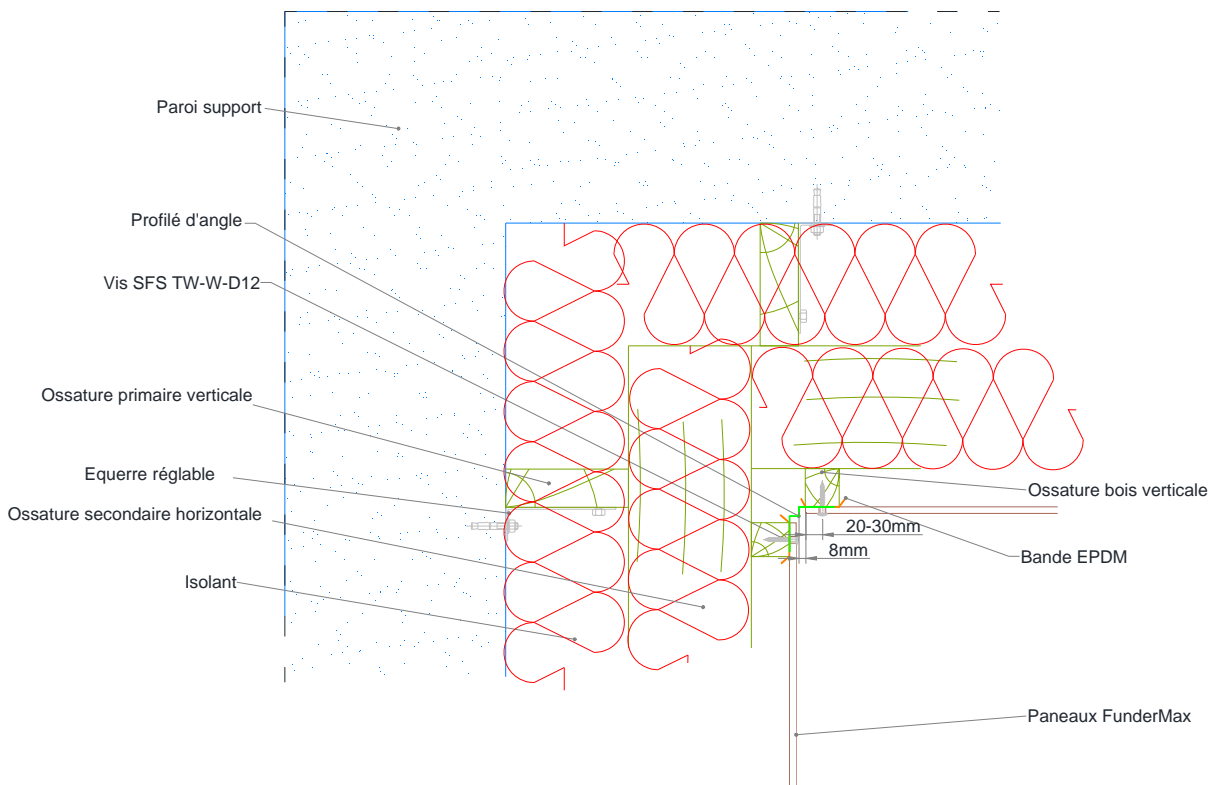 Paroi support
Profilé d'angle
Vis SFS TW-W-D12
Ossature primaire verticale
Equerre réglable
Ossature secondaire horizontale
Isolant
Ossature bois verticale
20-30mm
8mm
Bande EPDM
Paneaux FunderMax